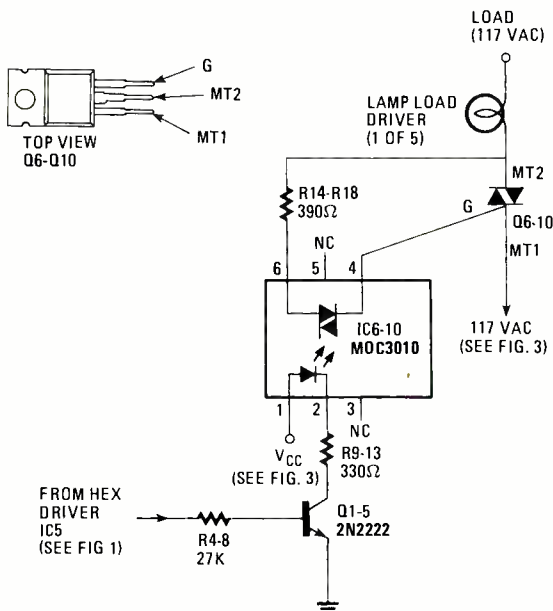 LOAD
(117 VAC)
G
MT2
MT1
TOP VIEW
Q6-Q10
LAMP LOAD
DRIVER
(1 OF 5)
R14-R18
390Ω
MT2
G
Q6-10
MT1
NC
6
5
4
IC6-10
MOC3010
117 VAC
(SEE FIG. 3)
1
2
3
NC
VCC
(SEE FIG. 3)
R9-13
330Ω
FROM HEX
DRIVER
IC5
(SEE FIG 1)
R4-8
27K
Q1-5
2N2222